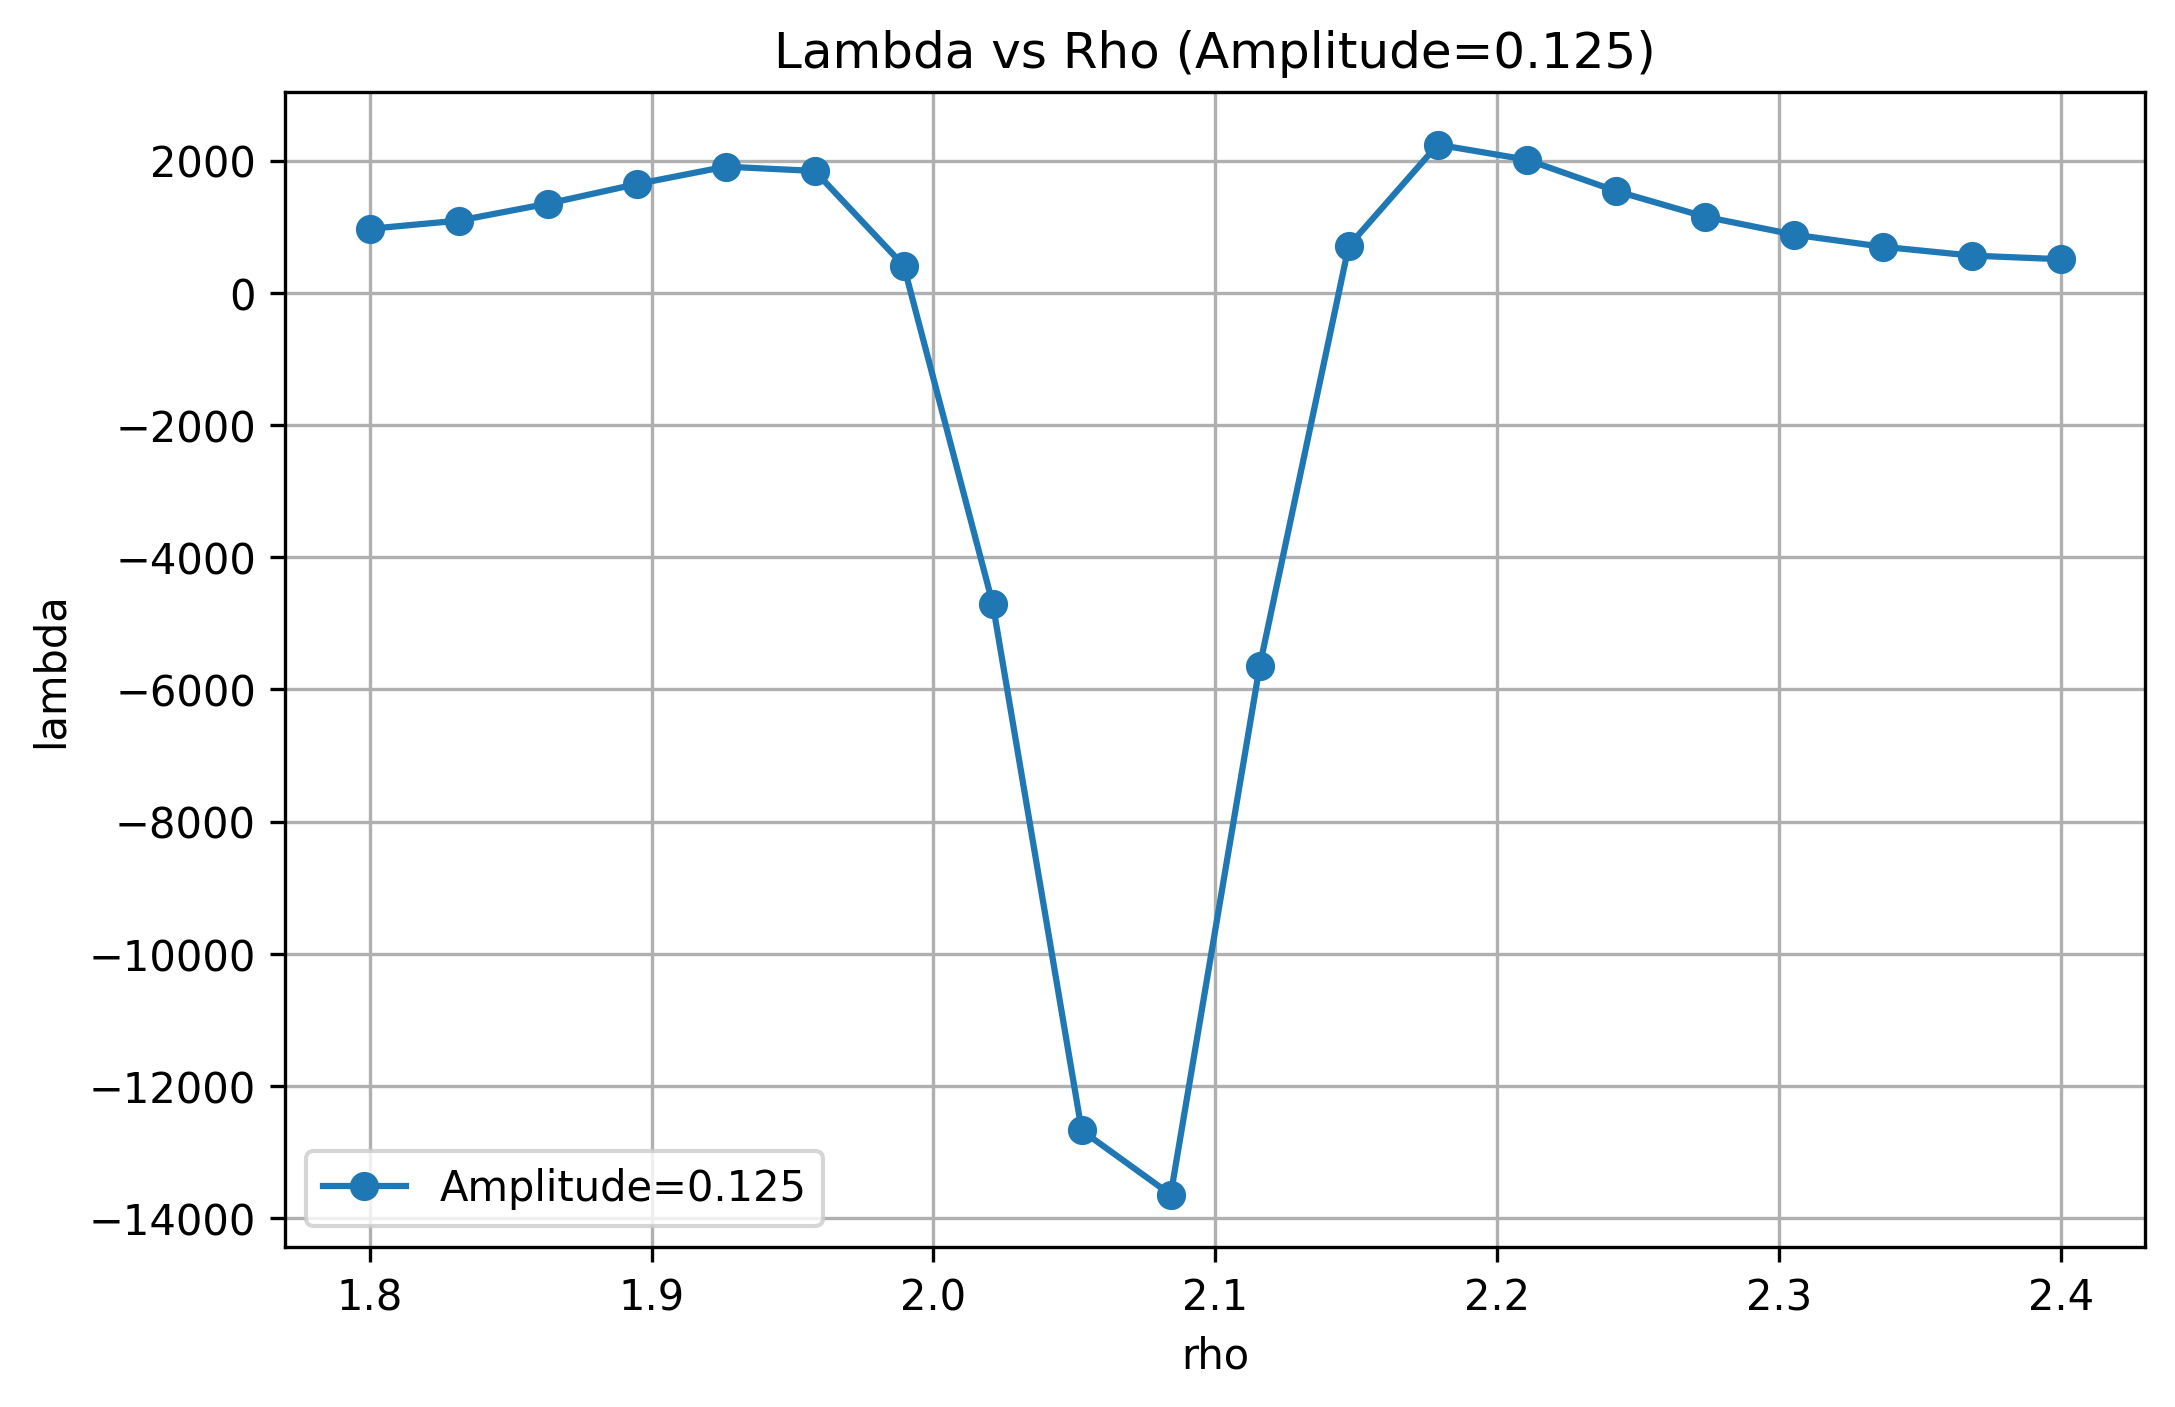 Lambda vs Rho (Amplitude=0.125)
2000
0
−2000
−4000
−6000
−8000
−10000
−12000
−14000
lambda
Amplitude=0.125
1.8 1.9 2.0 2.1 2.2 2.3 2.4
rho